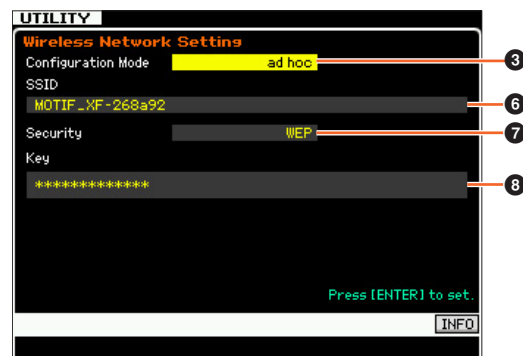 UTILITY
Wireless Network Setting
Configuration Mode ad hoc
3
SSID
MOTIF_XF-268a92
6
Security WEP
7
Key
*************
8
Press [ENTER] to set.
INFO